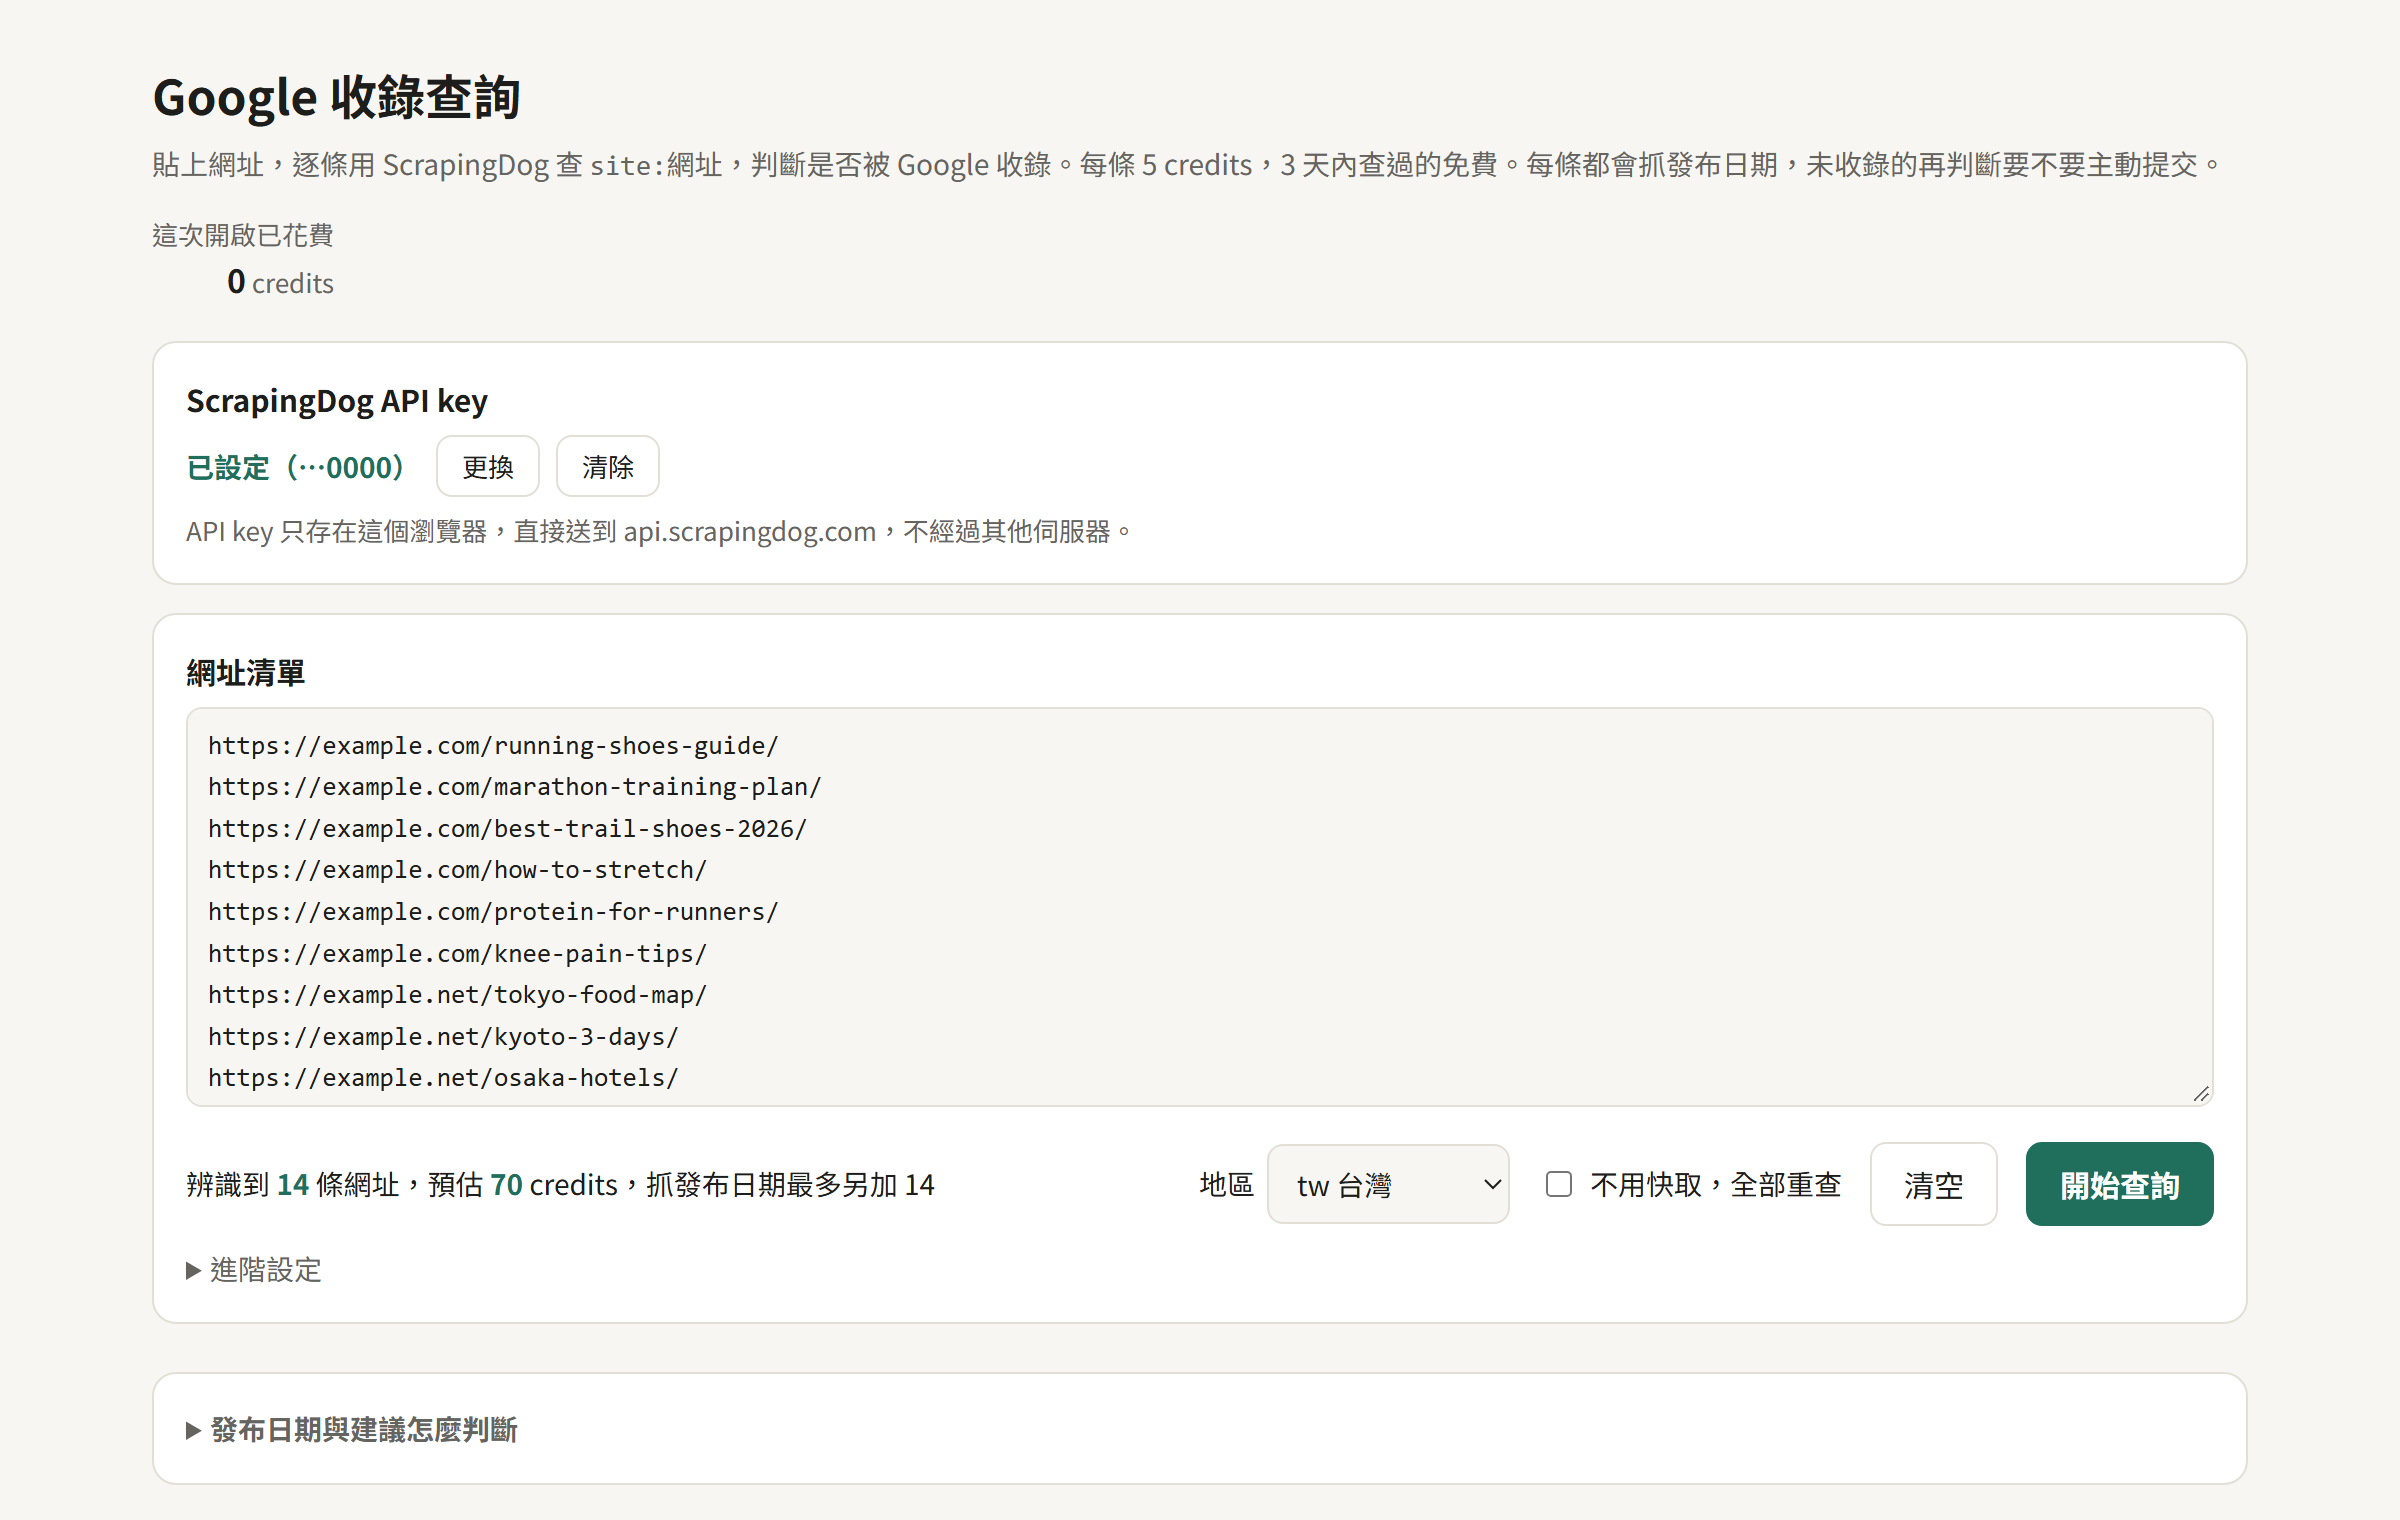 Google 收錄查詢
貼上網址，逐條用 ScrapingDog 查 site:網址，判斷是否被 Google 收錄。每條 5 credits，3 天內查過的免費。每條都會抓發布日期，未收錄的再判斷要不要主動提交。
這次開啟已花費
0 credits
ScrapingDog API key
已設定（…0000） 更換 清除
API key 只存在這個瀏覽器，直接送到 api.scrapingdog.com，不經過其他伺服器。
網址清單
https://example.com/running-shoes-guide/
https://example.com/marathon-training-plan/
https://example.com/best-trail-shoes-2026/
https://example.com/how-to-stretch/
https://example.com/protein-for-runners/
https://example.com/knee-pain-tips/
https://example.net/tokyo-food-map/
https://example.net/kyoto-3-days/
https://example.net/osaka-hotels/
辨識到 14 條網址，預估 70 credits，抓發布日期最多另加 14 地區 tw 台灣 不用快取，全部重查 清空 開始查詢
進階設定
發布日期與建議怎麼判斷